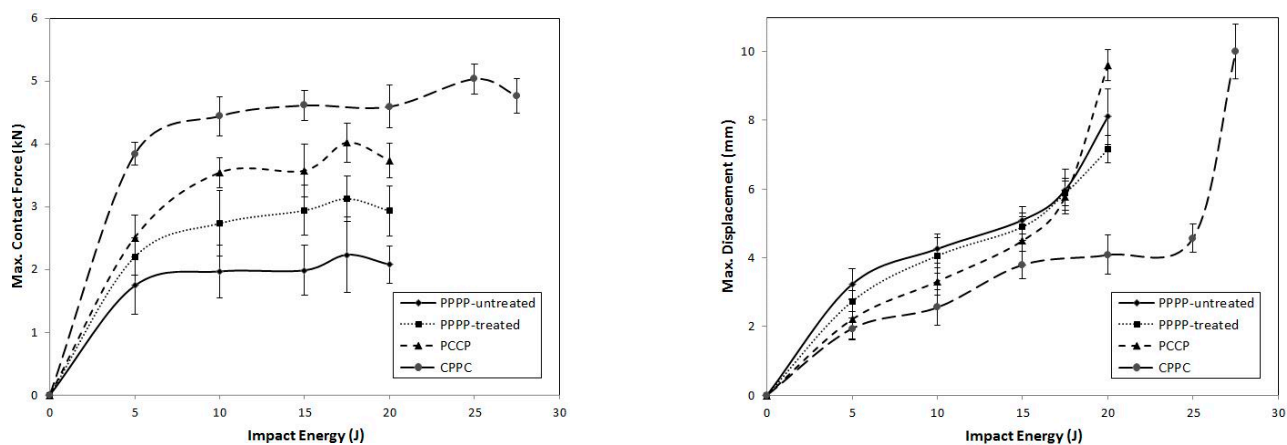 6
5
4
3
2
1
0
0 5 10 15 20 25 30
Max. Contact Force (kN)
Impact Energy (J)
PPPP-untreated
PPPP-treated
PCCP
CPPC
10
8
6
4
2
0
0 5 10 15 20 25 30
Max. Displacement (mm)
Impact Energy (J)
PPPP-untreated
PPPP-treated
PCCP
CPPC